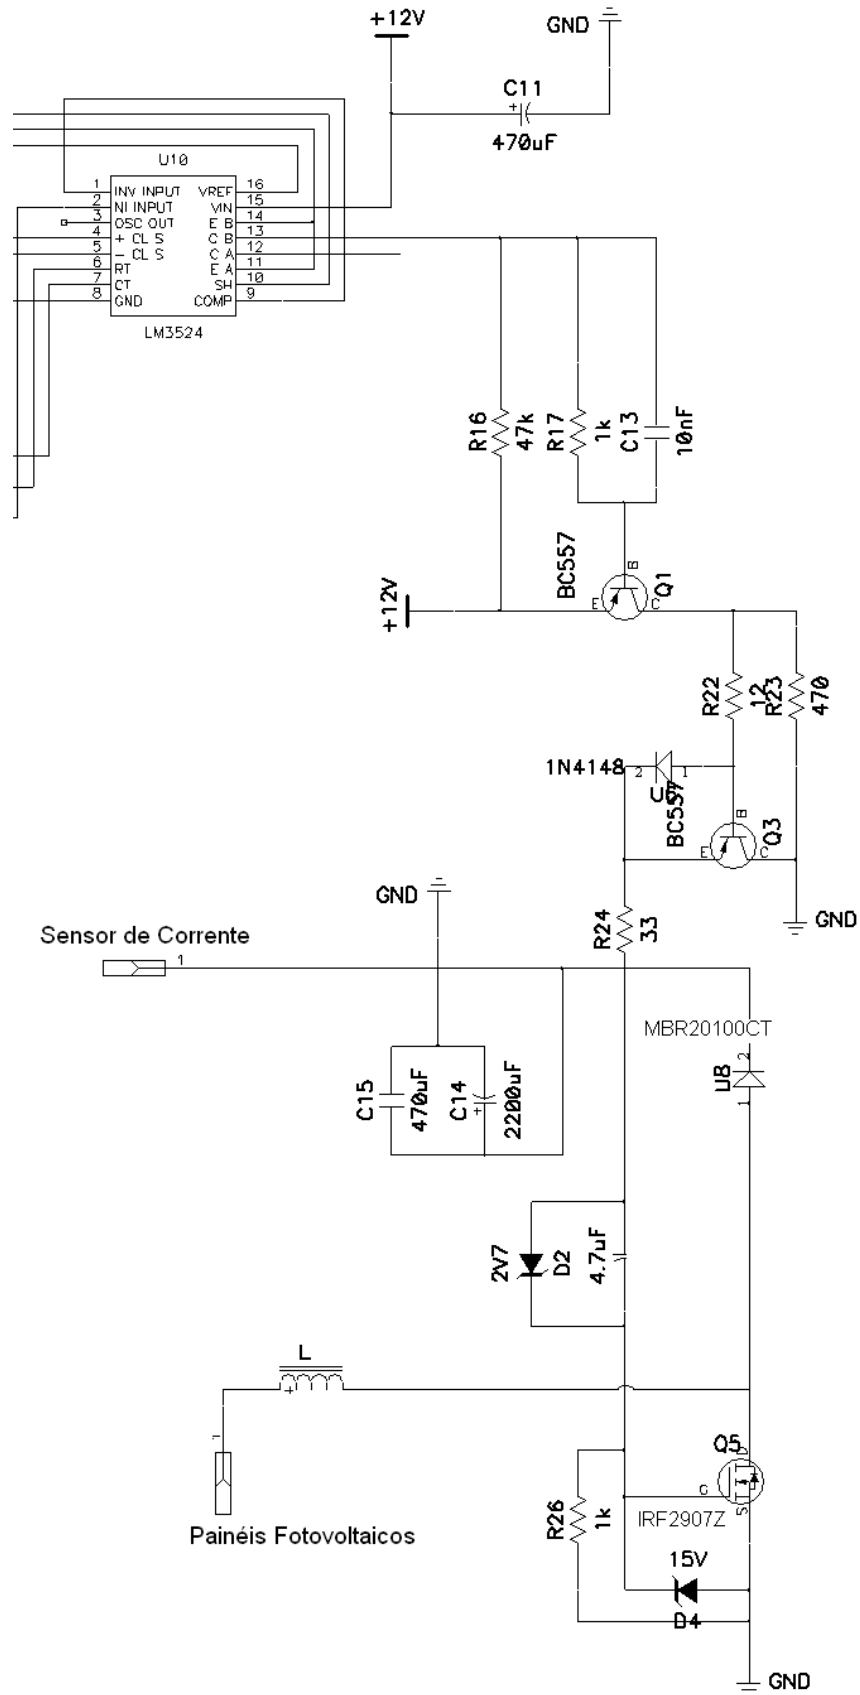 +12V
GND
C11
+
470uF
U10
1 INV INPUT VREF 16
2 NI INPUT VIN 15
3 OSC OUT E B 14
4 + CL S C B 13
5 - CL S C A 12
6 RT E A 11
7 CT SH 10
8 GND COMP 9
LM3524
R16 47k
R17 1k
C13 10nF
BC557
B
Q1
E C
+12V
R22 12
R23 470
1N4148 2 1
BC557
B
Q3
E C
GND
GND
R24 33
Sensor de Corrente
1
MBR20100CT
2
U8
1
C15 470uF
C14 2200uF
+
2V7 D2
4.7uF
L
+
1
Q5
D
G
S
R26 1k
IRF2907Z
Painéis Fotovoltaicos
15V
D4
GND